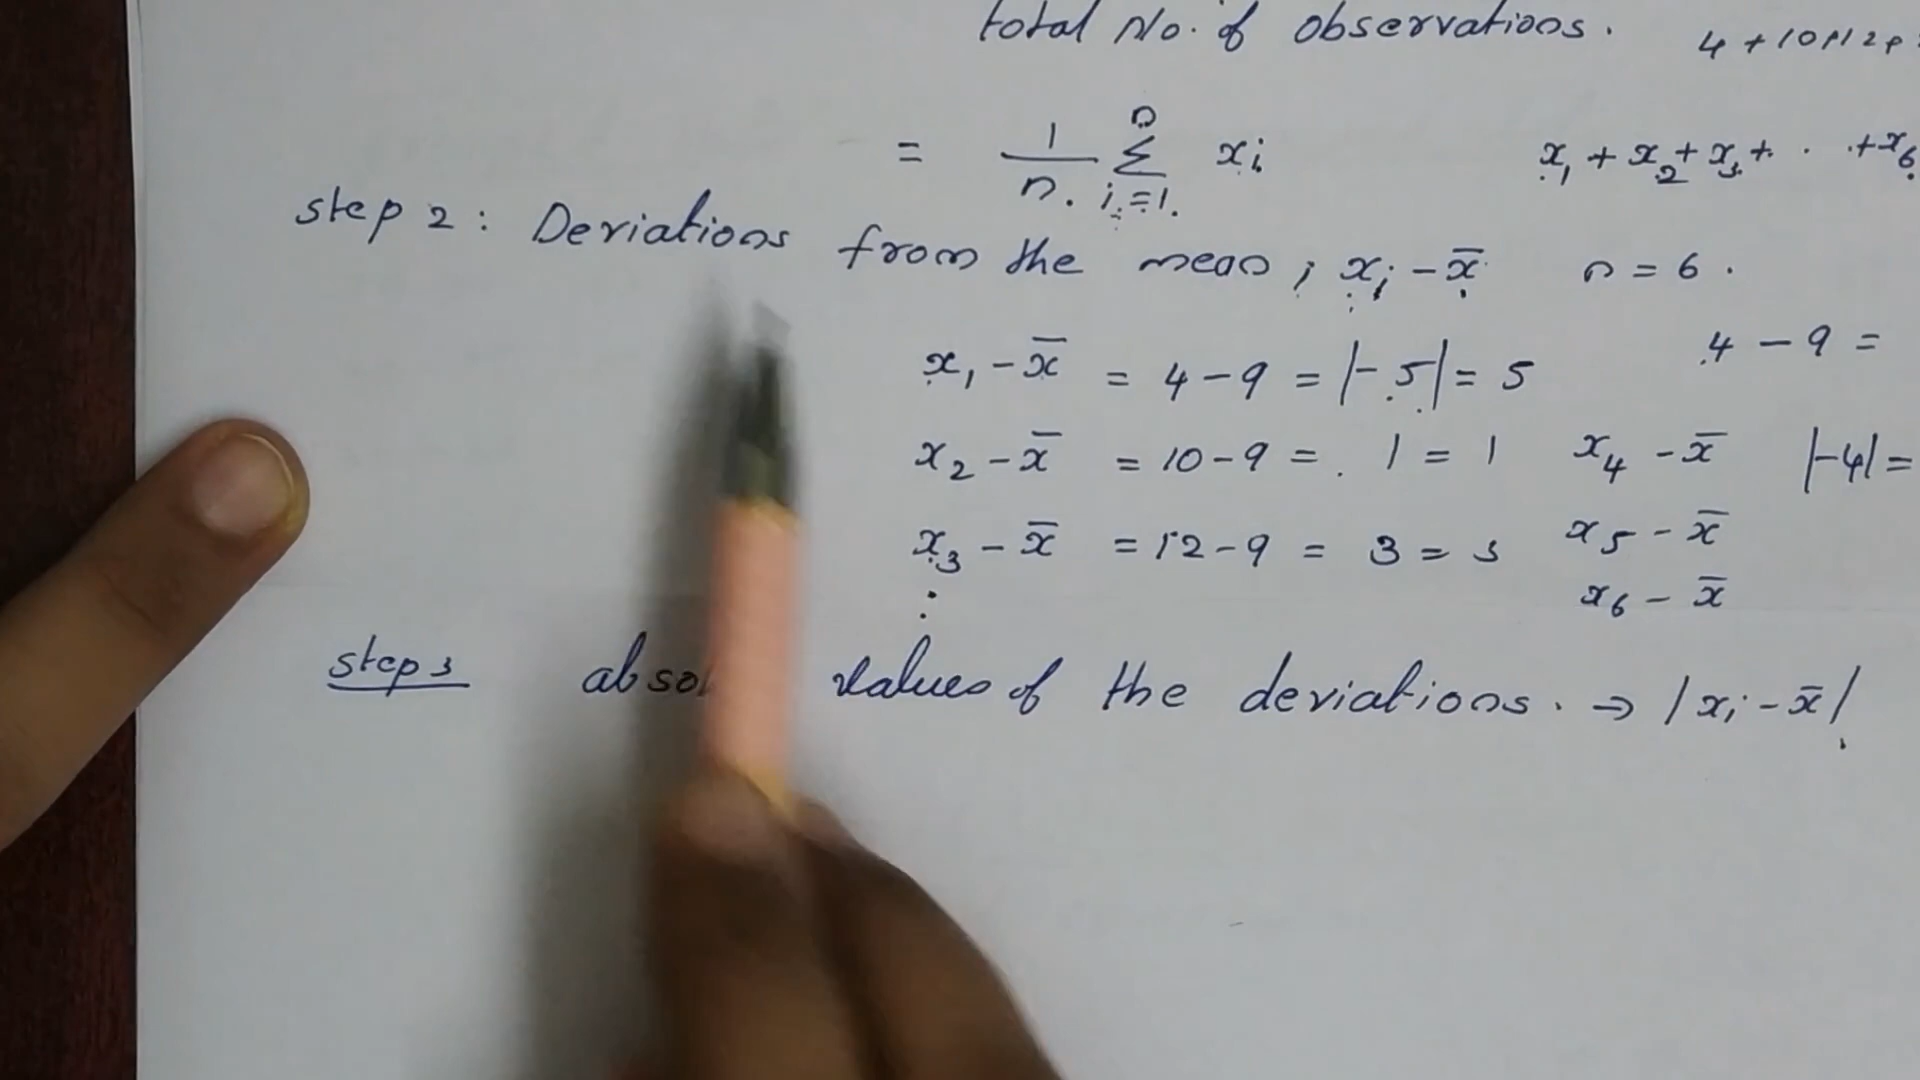 total No. of observations. 4 + 10 + 12 +
= 1/n. n Σ i=1. xi x1 + x2 + x3 + . . + x6
step 2 : Deviations from the mean ; xi - x̄ n = 6 .
x1 - x̄ = 4 - 9 = |-5| = 5 4 - 9 =
x2 - x̄ = 10 - 9 = . 1 = 1 x4 - x̄ |-4| =
x3 - x̄ = 12 - 9 = 3 = 3 x5 - x̄
⋮ x6 - x̄
step 3 values of the deviations. → |xi - x̄|